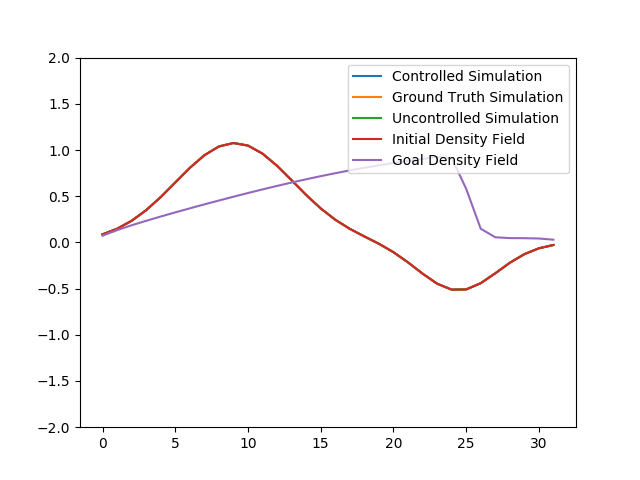 2.0
1.5
1.0
0.5
0.0
−0.5
−1.0
−1.5
−2.0
0 5 10 15 20 25 30
Controlled Simulation
Ground Truth Simulation
Uncontrolled Simulation
Initial Density Field
Goal Density Field